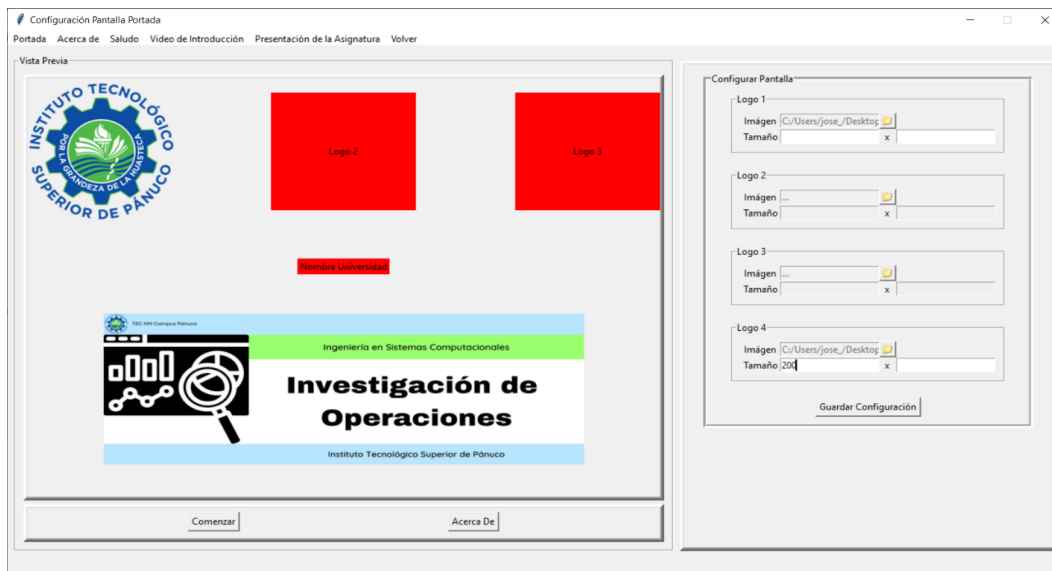 Configuración Pantalla Portada
Portada Acerca de Saludo Video de Introducción Presentación de la Asignatura Volver
Vista Previa
INSTITUTO TECNOLÓGICO
SUPERIOR DE PÁNUCO
POR LA GRANDEZA DE LA HUASTECA
Logo 2
Logo 3
Nombre Universidad
TEC NM Campus Pánuco
Ingeniería en Sistemas Computacionales
Investigación de
Operaciones
Instituto Tecnológico Superior de Pánuco
Comenzar
Acerca De
Configurar Pantalla
Logo 1
Imágen C:/Users/jose_/Desktop
Tamaño x
Logo 2
Imágen ...
Tamaño x
Logo 3
Imágen ...
Tamaño x
Logo 4
Imágen C:/Users/jose_/Desktop
Tamaño 200 x
Guardar Configuración